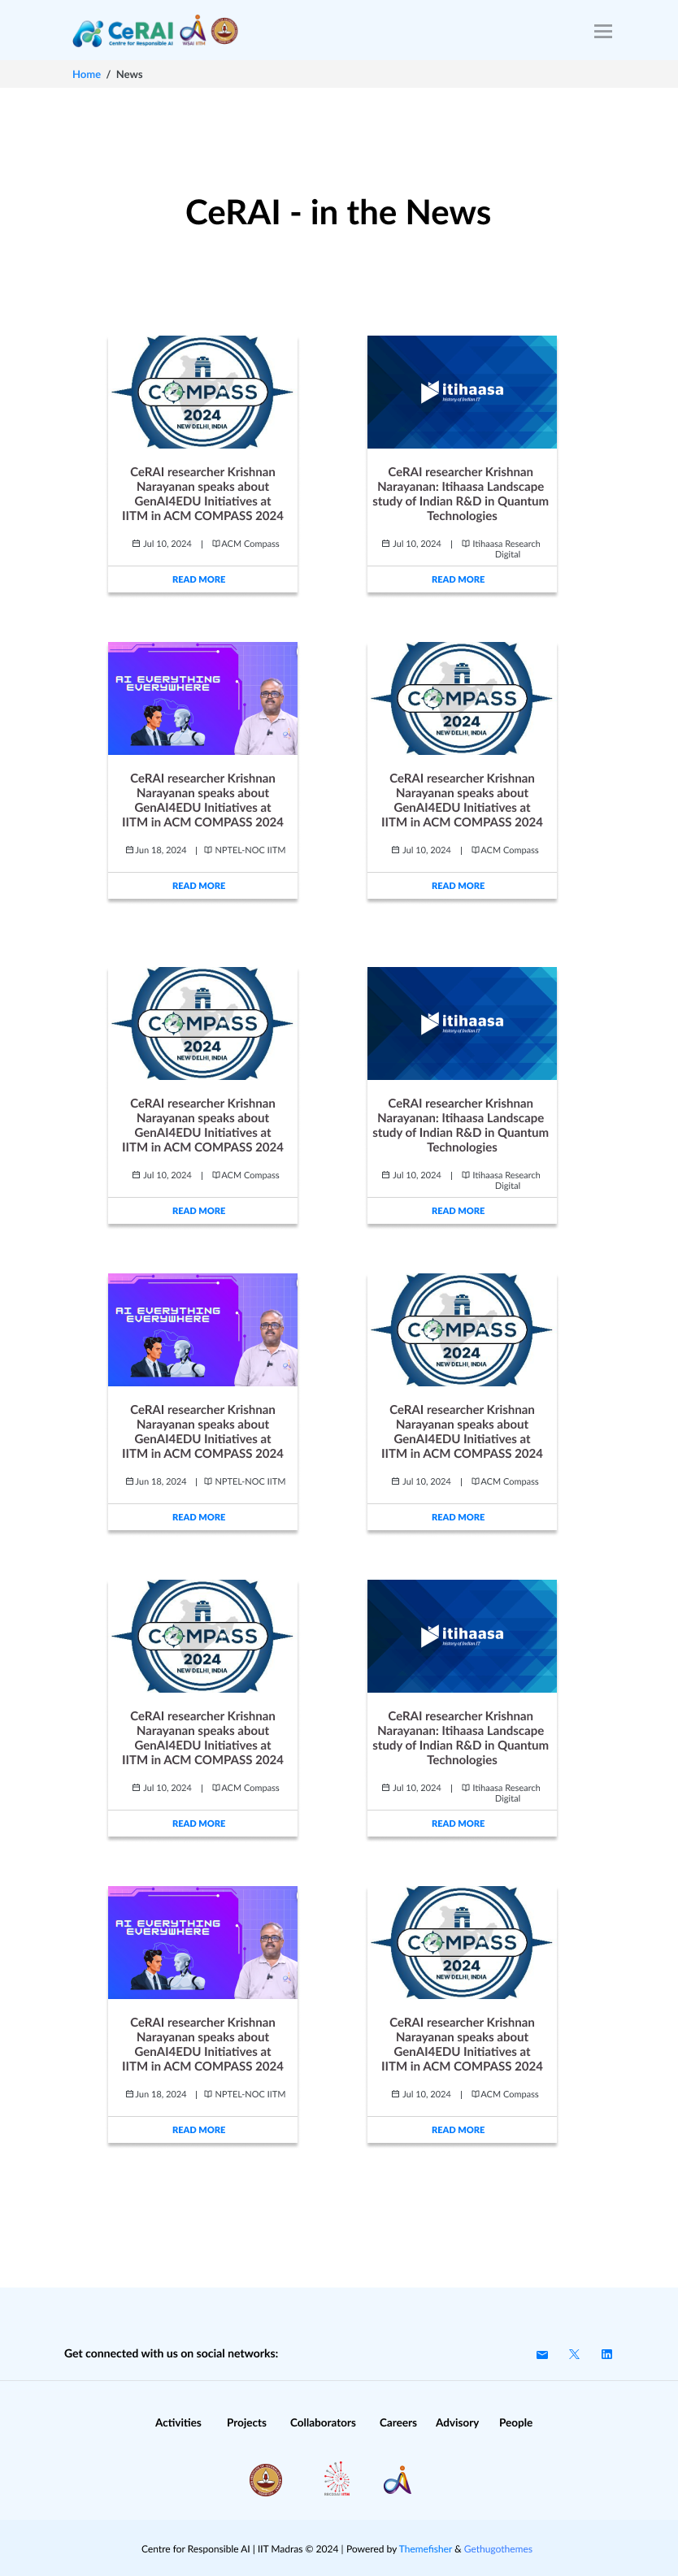 CeRAI
Centre for Responsible AI
WSAI IITM
Home / News
CeRAI - in the News
COMPASS
2024
NEW DELHI, INDIA
CeRAI researcher Krishnan
Narayanan speaks about
GenAI4EDU Initiatives at
IITM in ACM COMPASS 2024
Jul 10, 2024 | ACM Compass
READ MORE
itihaasa
history of Indian IT
CeRAI researcher Krishnan
Narayanan: Itihaasa Landscape
study of Indian R&D in Quantum
Technologies
Jul 10, 2024 | Itihaasa Research
Digital
READ MORE
AI EVERYTHING
EVERYWHERE
CeRAI researcher Krishnan
Narayanan speaks about
GenAI4EDU Initiatives at
IITM in ACM COMPASS 2024
Jun 18, 2024 | NPTEL-NOC IITM
READ MORE
COMPASS
2024
NEW DELHI, INDIA
CeRAI researcher Krishnan
Narayanan speaks about
GenAI4EDU Initiatives at
IITM in ACM COMPASS 2024
Jul 10, 2024 | ACM Compass
READ MORE
COMPASS
2024
NEW DELHI, INDIA
CeRAI researcher Krishnan
Narayanan speaks about
GenAI4EDU Initiatives at
IITM in ACM COMPASS 2024
Jul 10, 2024 | ACM Compass
READ MORE
itihaasa
history of Indian IT
CeRAI researcher Krishnan
Narayanan: Itihaasa Landscape
study of Indian R&D in Quantum
Technologies
Jul 10, 2024 | Itihaasa Research
Digital
READ MORE
AI EVERYTHING
EVERYWHERE
CeRAI researcher Krishnan
Narayanan speaks about
GenAI4EDU Initiatives at
IITM in ACM COMPASS 2024
Jun 18, 2024 | NPTEL-NOC IITM
READ MORE
COMPASS
2024
NEW DELHI, INDIA
CeRAI researcher Krishnan
Narayanan speaks about
GenAI4EDU Initiatives at
IITM in ACM COMPASS 2024
Jul 10, 2024 | ACM Compass
READ MORE
COMPASS
2024
NEW DELHI, INDIA
CeRAI researcher Krishnan
Narayanan speaks about
GenAI4EDU Initiatives at
IITM in ACM COMPASS 2024
Jul 10, 2024 | ACM Compass
READ MORE
itihaasa
history of Indian IT
CeRAI researcher Krishnan
Narayanan: Itihaasa Landscape
study of Indian R&D in Quantum
Technologies
Jul 10, 2024 | Itihaasa Research
Digital
READ MORE
AI EVERYTHING
EVERYWHERE
CeRAI researcher Krishnan
Narayanan speaks about
GenAI4EDU Initiatives at
IITM in ACM COMPASS 2024
Jun 18, 2024 | NPTEL-NOC IITM
READ MORE
COMPASS
2024
NEW DELHI, INDIA
CeRAI researcher Krishnan
Narayanan speaks about
GenAI4EDU Initiatives at
IITM in ACM COMPASS 2024
Jul 10, 2024 | ACM Compass
READ MORE
Get connected with us on social networks:
Activities Projects Collaborators Careers Advisory People
Centre for Responsible AI | IIT Madras © 2024 | Powered by Themefisher & Gethugothemes